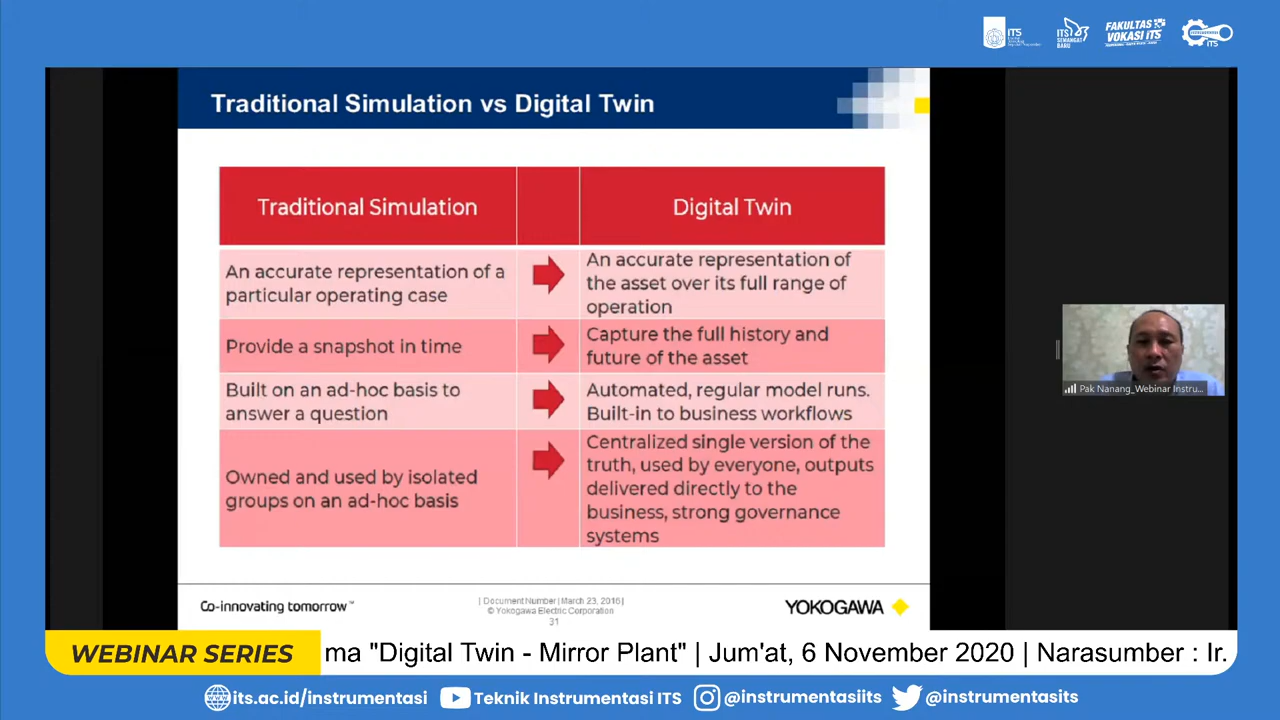 ITS
ITS
SEMANGAT
BARU
FAKULTAS
VOKASI ITS
ITS
Traditional Simulation vs Digital Twin
Traditional Simulation
Digital Twin
An accurate representation of a
particular operating case
An accurate representation of
the asset over its full range of
operation
Provide a snapshot in time
Capture the full history and
future of the asset
Built on an ad-hoc basis to
answer a question
Automated, regular model runs.
Built-in to business workflows
Owned and used by isolated
groups on an ad-hoc basis
Centralized single version of the
truth, used by everyone, outputs
delivered directly to the
business, strong governance
systems
Co-innovating tomorrow™
| Document Number | March 23, 2016 |
© Yokogawa Electric Corporation
31
YOKOGAWA
Pak Nanang_Webinar Instru...
WEBINAR SERIES
ma "Digital Twin - Mirror Plant" | Jum'at, 6 November 2020 | Narasumber : Ir.
its.ac.id/instrumentasi
Teknik Instrumentasi ITS
@instrumentasiits
@instrumentasits